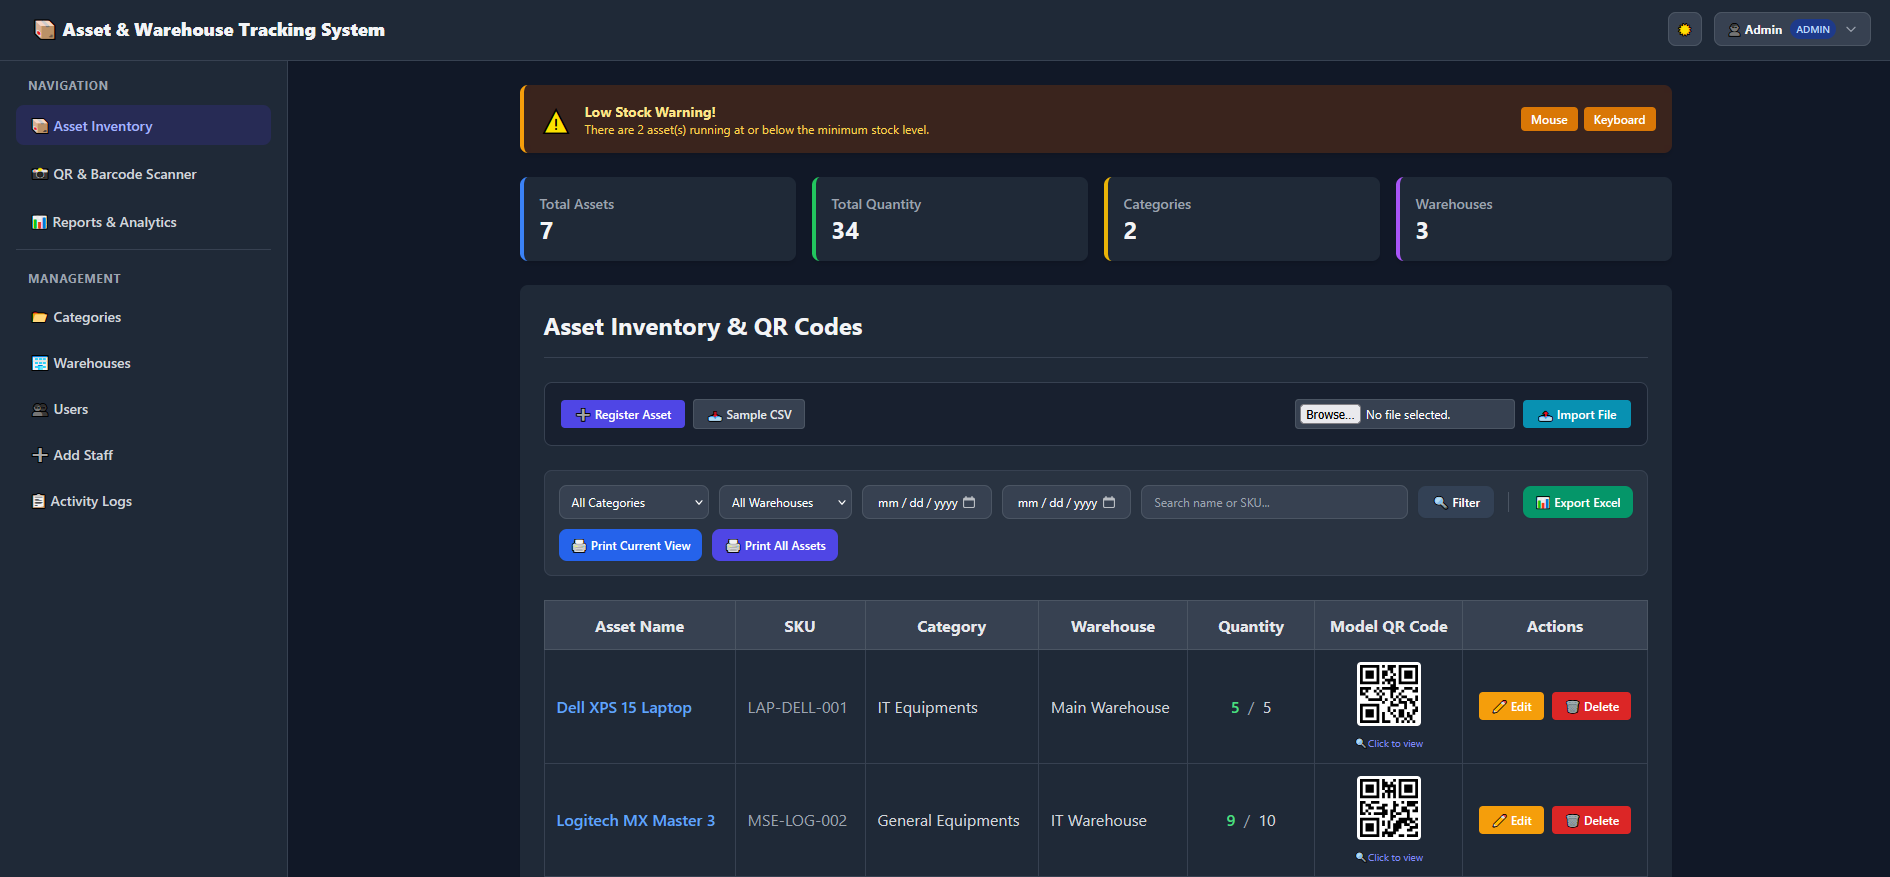 Asset & Warehouse Tracking System
Admin ADMIN
NAVIGATION
Asset Inventory
QR & Barcode Scanner
Reports & Analytics
MANAGEMENT
Categories
Warehouses
Users
Add Staff
Activity Logs
Low Stock Warning!
There are 2 asset(s) running at or below the minimum stock level.
Mouse Keyboard
Total Assets
7
Total Quantity
34
Categories
2
Warehouses
3
Asset Inventory & QR Codes
Register Asset Sample CSV Browse... No file selected. Import File
All Categories All Warehouses mm / dd / yyyy mm / dd / yyyy Search name or SKU... Filter Export Excel
Print Current View Print All Assets
Asset Name SKU Category Warehouse Quantity Model QR Code Actions
Dell XPS 15 Laptop LAP-DELL-001 IT Equipments Main Warehouse 5 / 5 Edit Delete
Click to view
Logitech MX Master 3 MSE-LOG-002 General Equipments IT Warehouse 9 / 10 Edit Delete
Click to view